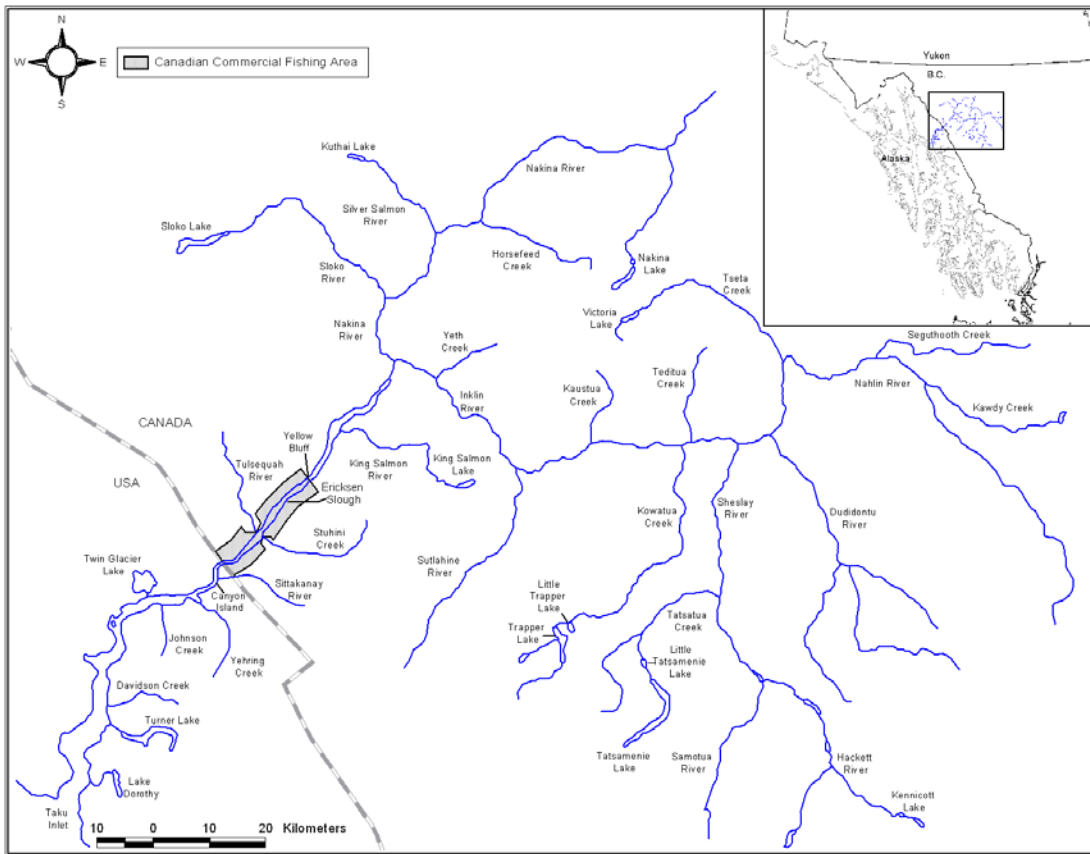 N
W
E
S
Canadian Commercial Fishing Area
Yukon
B.C.
Alaska
Kuthai Lake
Nakina River
Silver Salmon
River
Sloko Lake
Horsefeed
Creek
Sloko
River
Nakina
Lake
Tseta
Creek
Victoria
Lake
Nakina
River
Yeth
Creek
Seguthooth Creek
Teditua
Creek
Nahlin River
Kaustua
Creek
Inklin
River
Kawdy Creek
CANADA
Yellow
Bluff
Tulsequah
River
King Salmon
River
King Salmon
Lake
USA
Ericksen
Slough
Kowatua
Creek
Sheslay
River
Dudidontu
River
Stuhini
Creek
Sutlahine
River
Twin Glacier
Lake
Sittakanay
River
Canyon
Island
Little
Trapper
Lake
Trapper
Lake
Tatsatua
Creek
Johnson
Creek
Yehring
Creek
Little
Tatsamenie
Lake
Davidson Creek
Turner Lake
Tatsamenie
Lake
Samotua
River
Hackett
River
Lake
Dorothy
Kennicott
Lake
Taku
Inlet
10 0 10 20 Kilometers